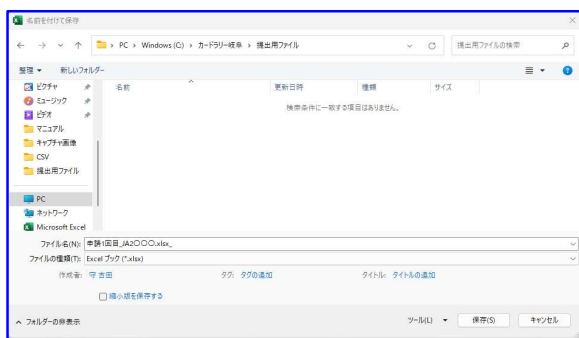 名前を付けて保存
PC > Windows (C:) > カードラリー岐阜 > 提出用ファイル
提出用ファイルの検索
整理 新しいフォルダー
ピクチャ
ミュージック
ビデオ
マニュアル
キャプチャ画像
CSV
提出用ファイル
PC
ネットワーク
Microsoft Excel
名前 更新日時 種類 サイズ
検索条件に一致する項目はありません。
ファイル名(N): 申請1回目_JA2〇〇〇.xlsx_
ファイルの種類(T): Excel ブック (*.xlsx)
作成者: 守 吉田 タグ: タグの追加 タイトル: タイトルの追加
縮小版を保存する
フォルダーの非表示 ツール(L) 保存(S) キャンセル